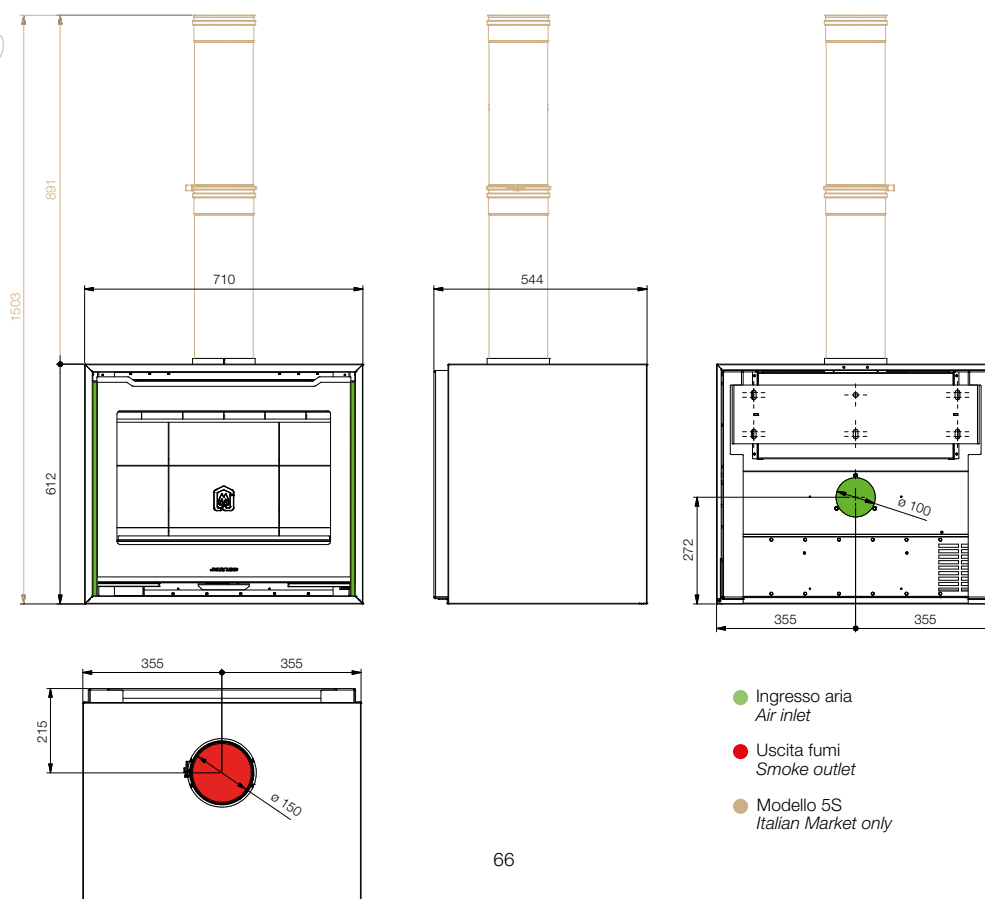 710
544
891
1503
612
ø 100
272
355
355
355
355
215
ø 150
Ingresso aria
Air inlet
Uscita fumi
Smoke outlet
Modello 5S
Italian Market only
66